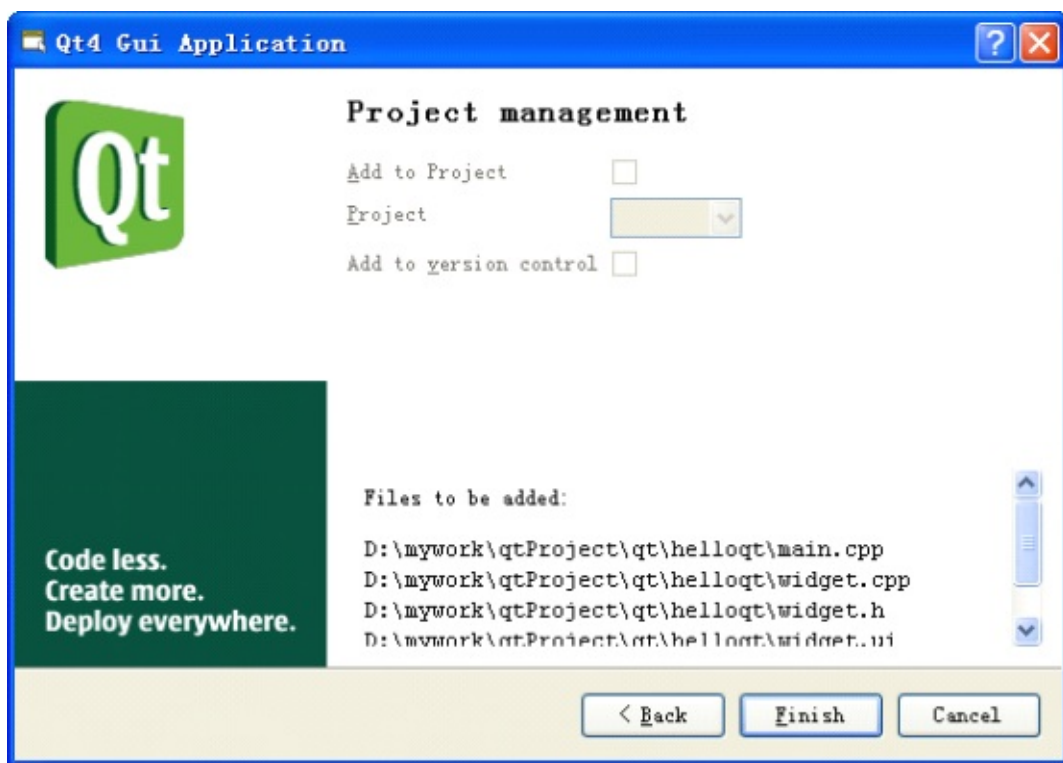 Qt4 Gui Application
Qt
Project management
Add to Project
Project
Add to version control
Files to be added:
D:\mywork\qtProject\qt\helloqt\main.cpp
D:\mywork\qtProject\qt\helloqt\widget.cpp
D:\mywork\qtProject\qt\helloqt\widget.h
D:\mywork\qtProject\qt\helloqt\widget.ui
Code less.
Create more.
Deploy everywhere.
< Back
Finish
Cancel